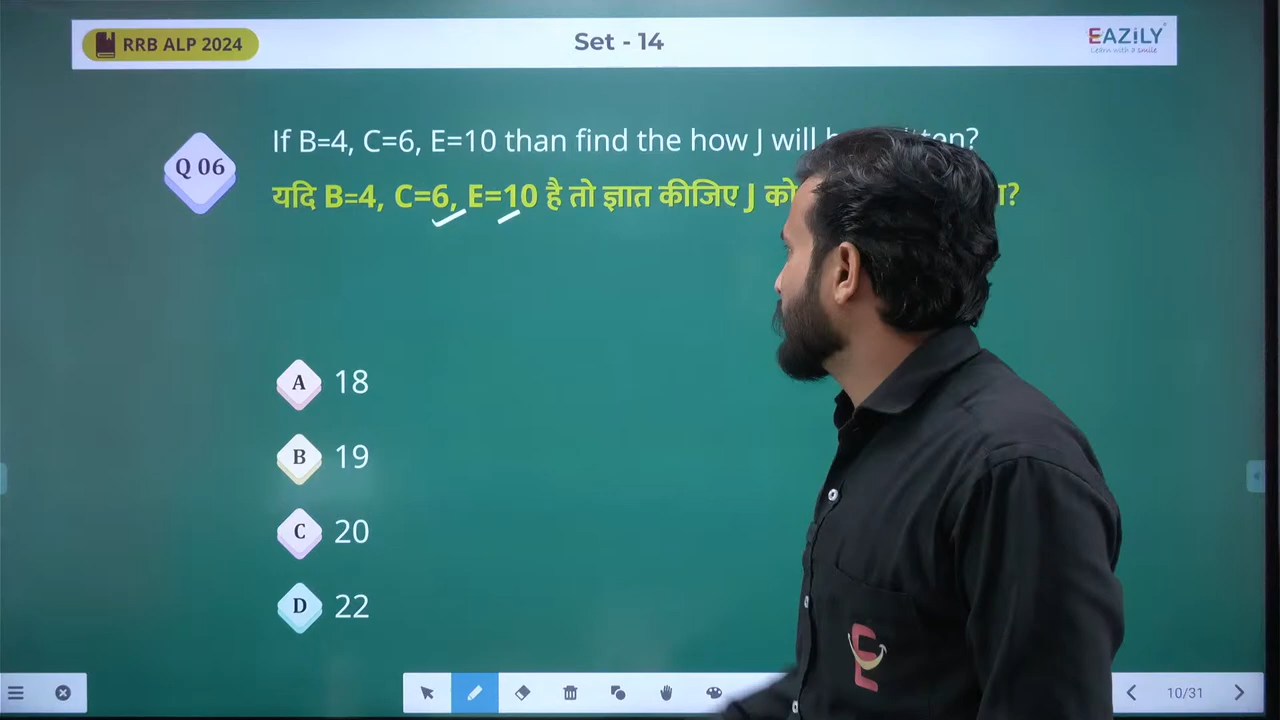 RRB ALP 2024
Set - 14
EAZILY
Learn with a Smile
Q 06
If B=4, C=6, E=10 than find the how J will
यदि B=4, C=6, E=10 है तो ज्ञात कीजिए J को
A 18
B 19
C 20
D 22
10/31